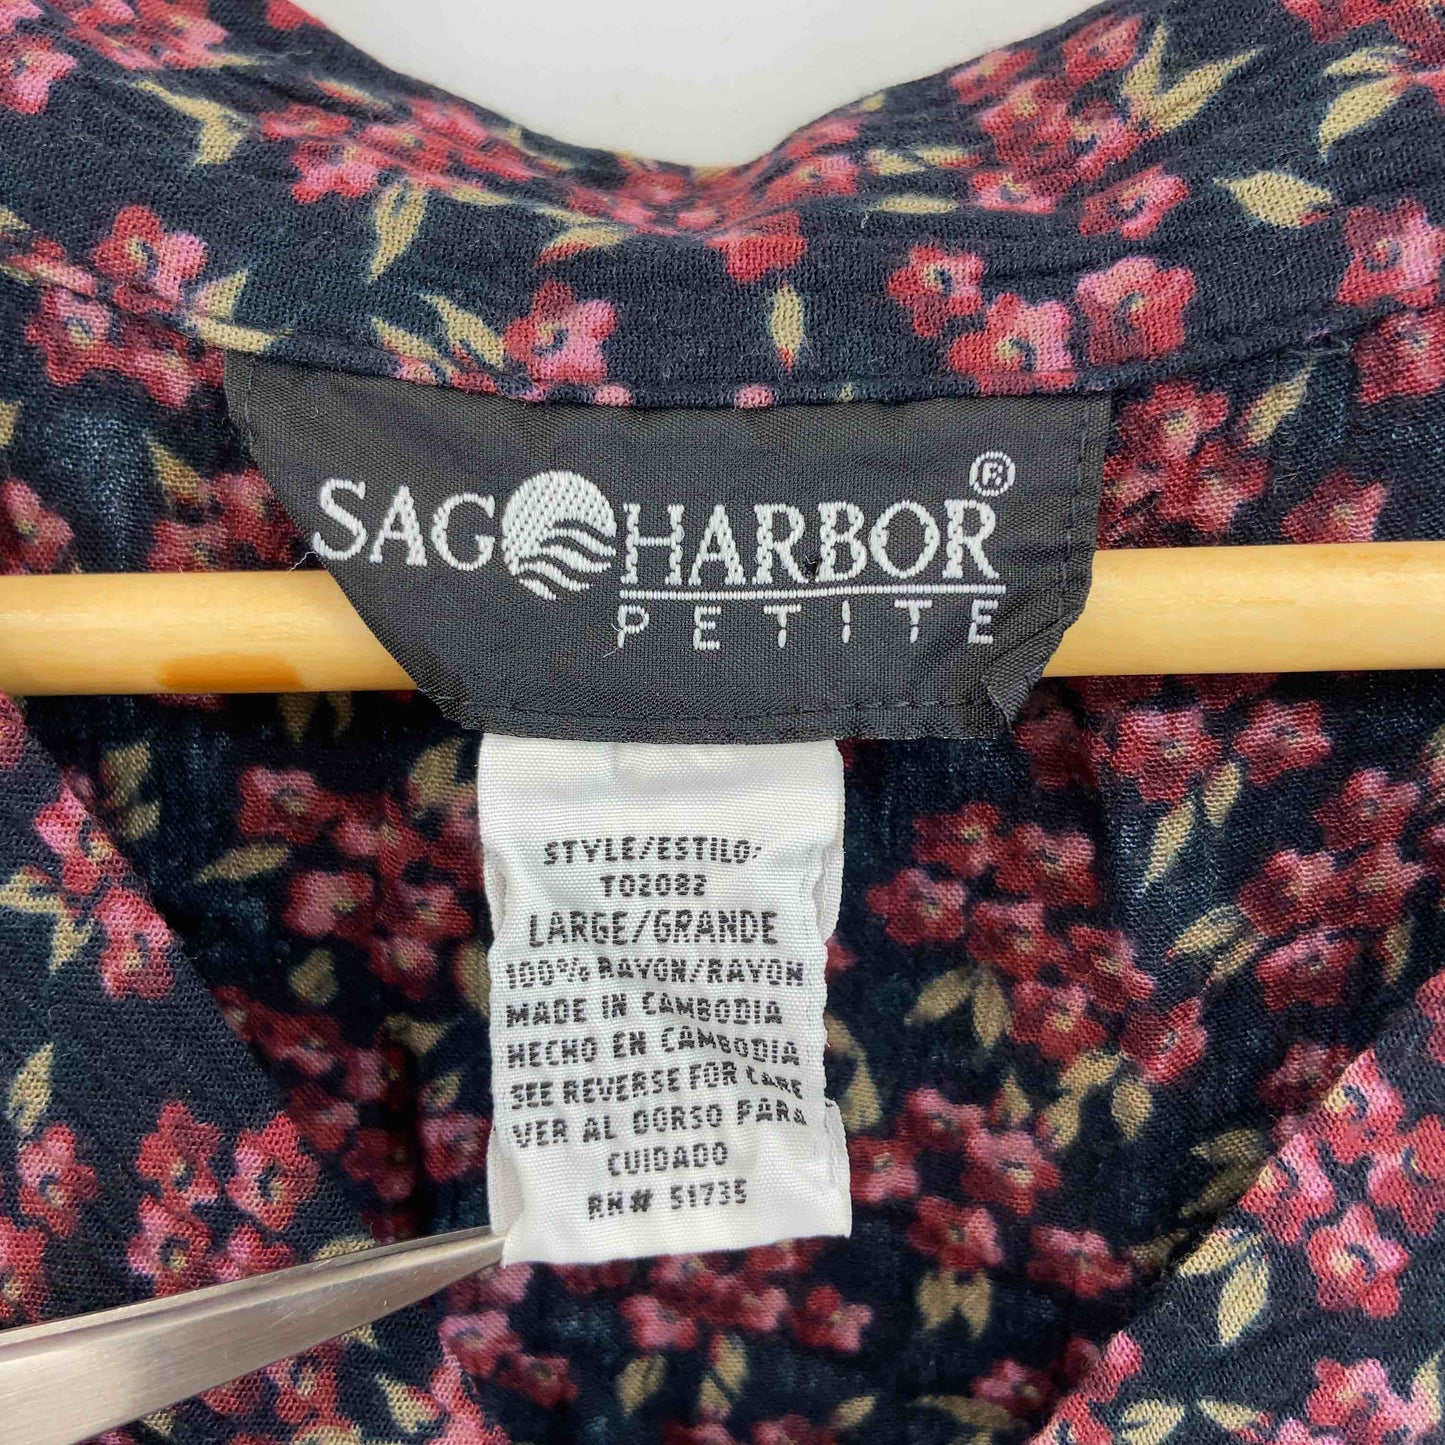 SAG HARBOR®
PETITE
STYLE/ESTILO:
T02082
LARGE/GRANDE
100% RAYON/RAYON
MADE IN CAMBODIA
HECHO EN CAMBODIA
SEE REVERSE FOR CARE
VER AL DORSO PARA
CUIDADO
RN# 51735